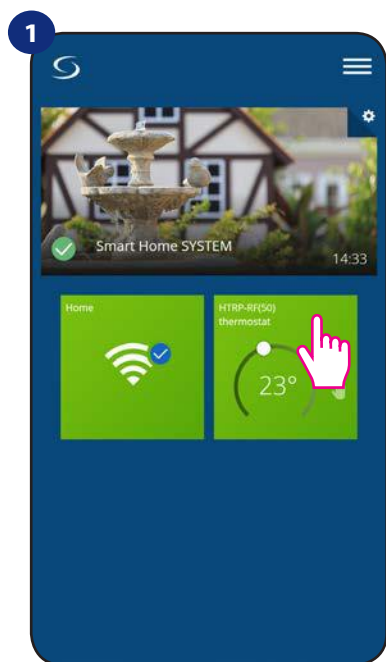 1
Smart Home SYSTEM
14:33
Home
HTRP-RF(50)
thermostat
23°